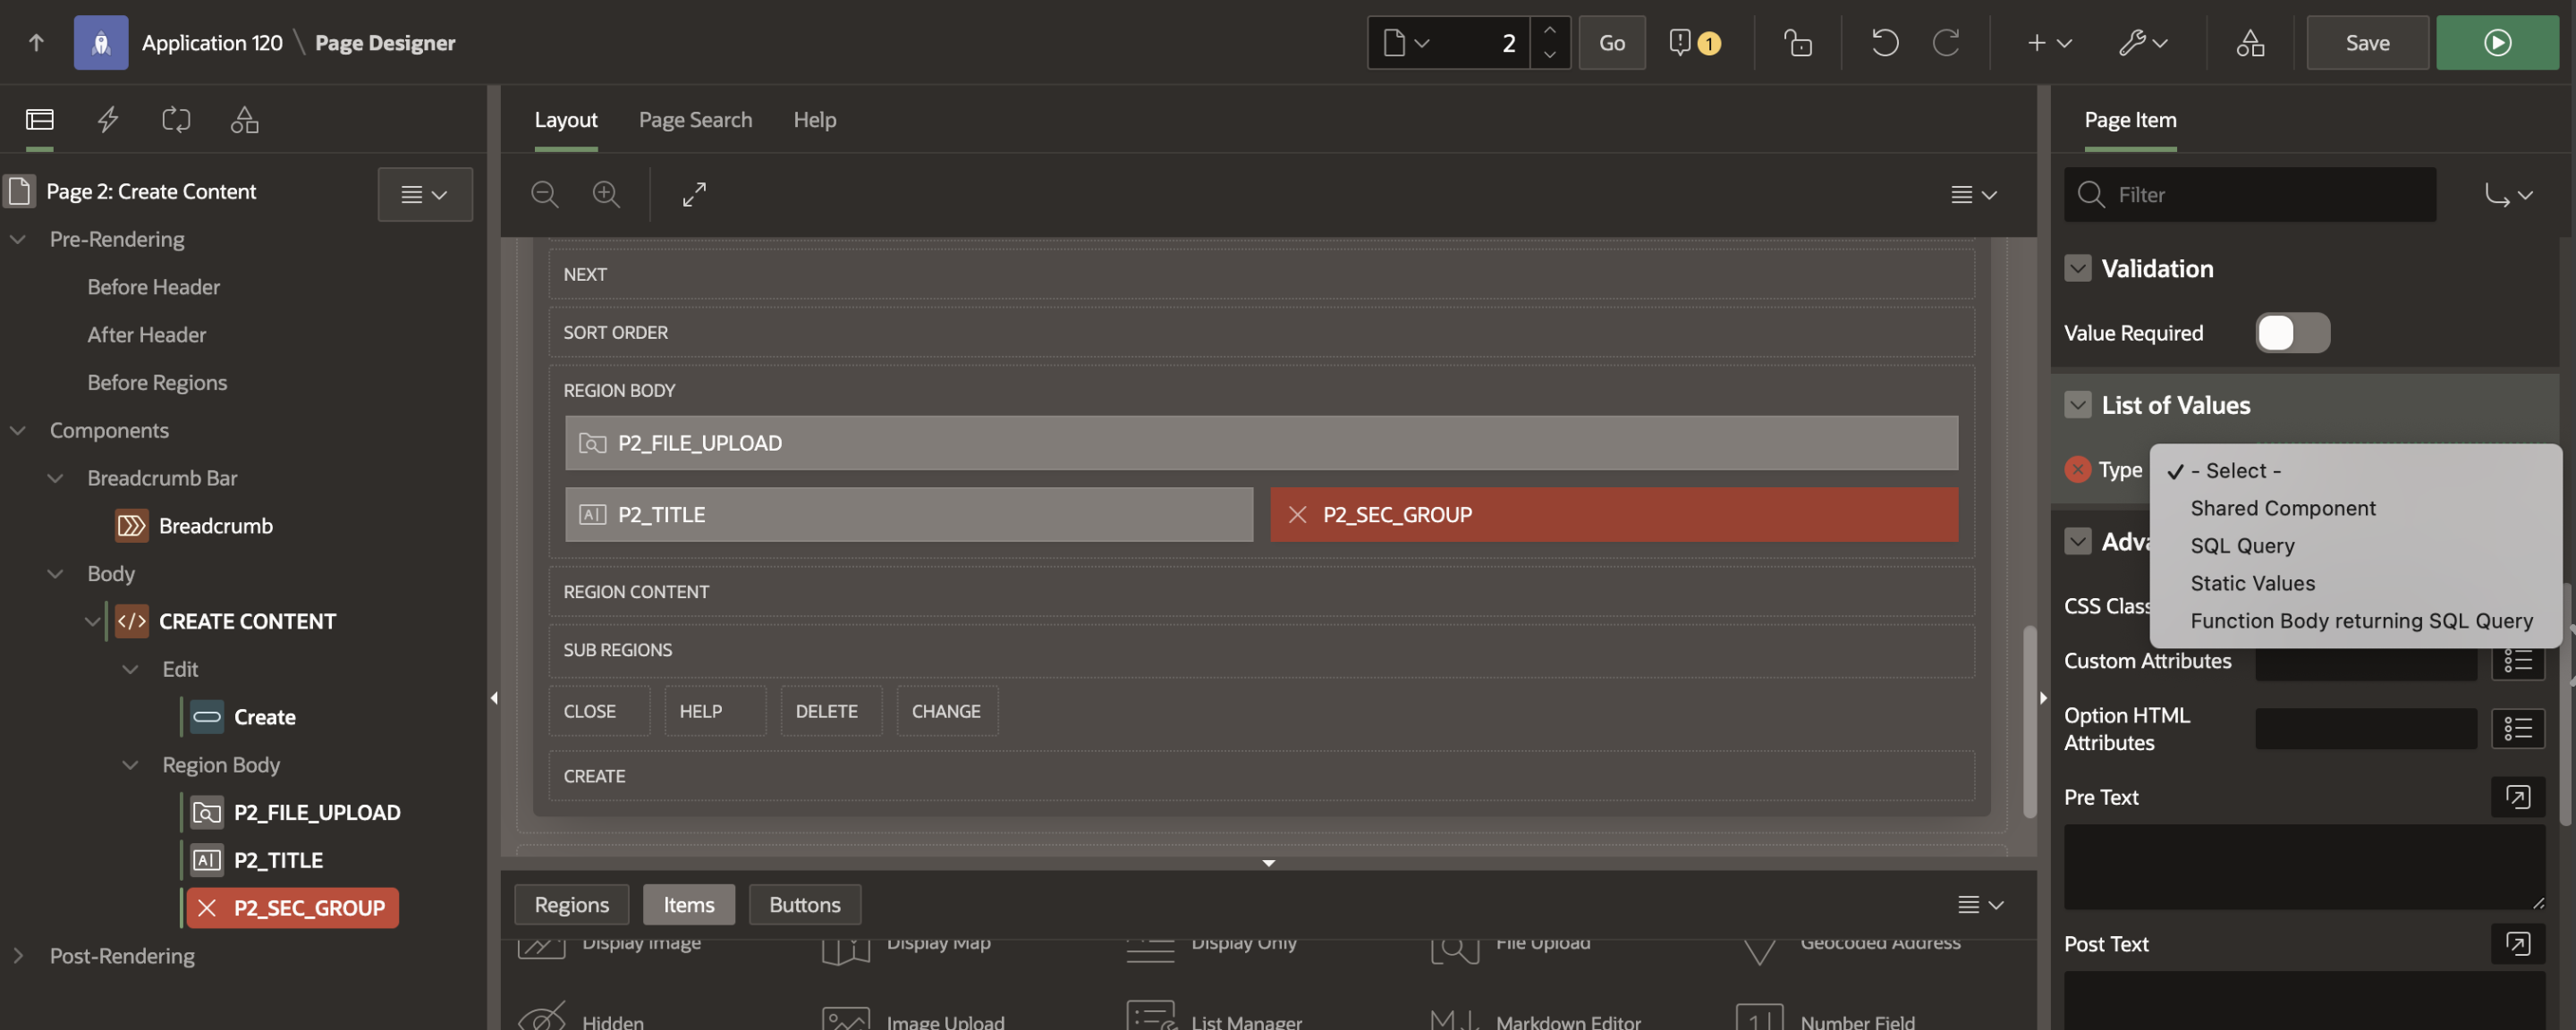 Application 120 \ Page Designer
2
Go
1
Save
Page 2: Create Content
Pre-Rendering
Before Header
After Header
Before Regions
Components
Breadcrumb Bar
Breadcrumb
Body
CREATE CONTENT
Edit
Create
Region Body
P2_FILE_UPLOAD
P2_TITLE
P2_SEC_GROUP
Post-Rendering
Layout Page Search Help
NEXT
SORT ORDER
REGION BODY
P2_FILE_UPLOAD
P2_TITLE
P2_SEC_GROUP
REGION CONTENT
SUB REGIONS
CLOSE HELP DELETE CHANGE
CREATE
Regions Items Buttons
Display Image Display Map Display Only File Upload Geocoded Address
Hidden Image Upload List Manager Markdown Editor Number Field
Page Item
Filter
Validation
Value Required
List of Values
Type
✓ - Select -
Shared Component
SQL Query
Static Values
Function Body returning SQL Query
Adva
CSS Class
Custom Attributes
Option HTML
Attributes
Pre Text
Post Text